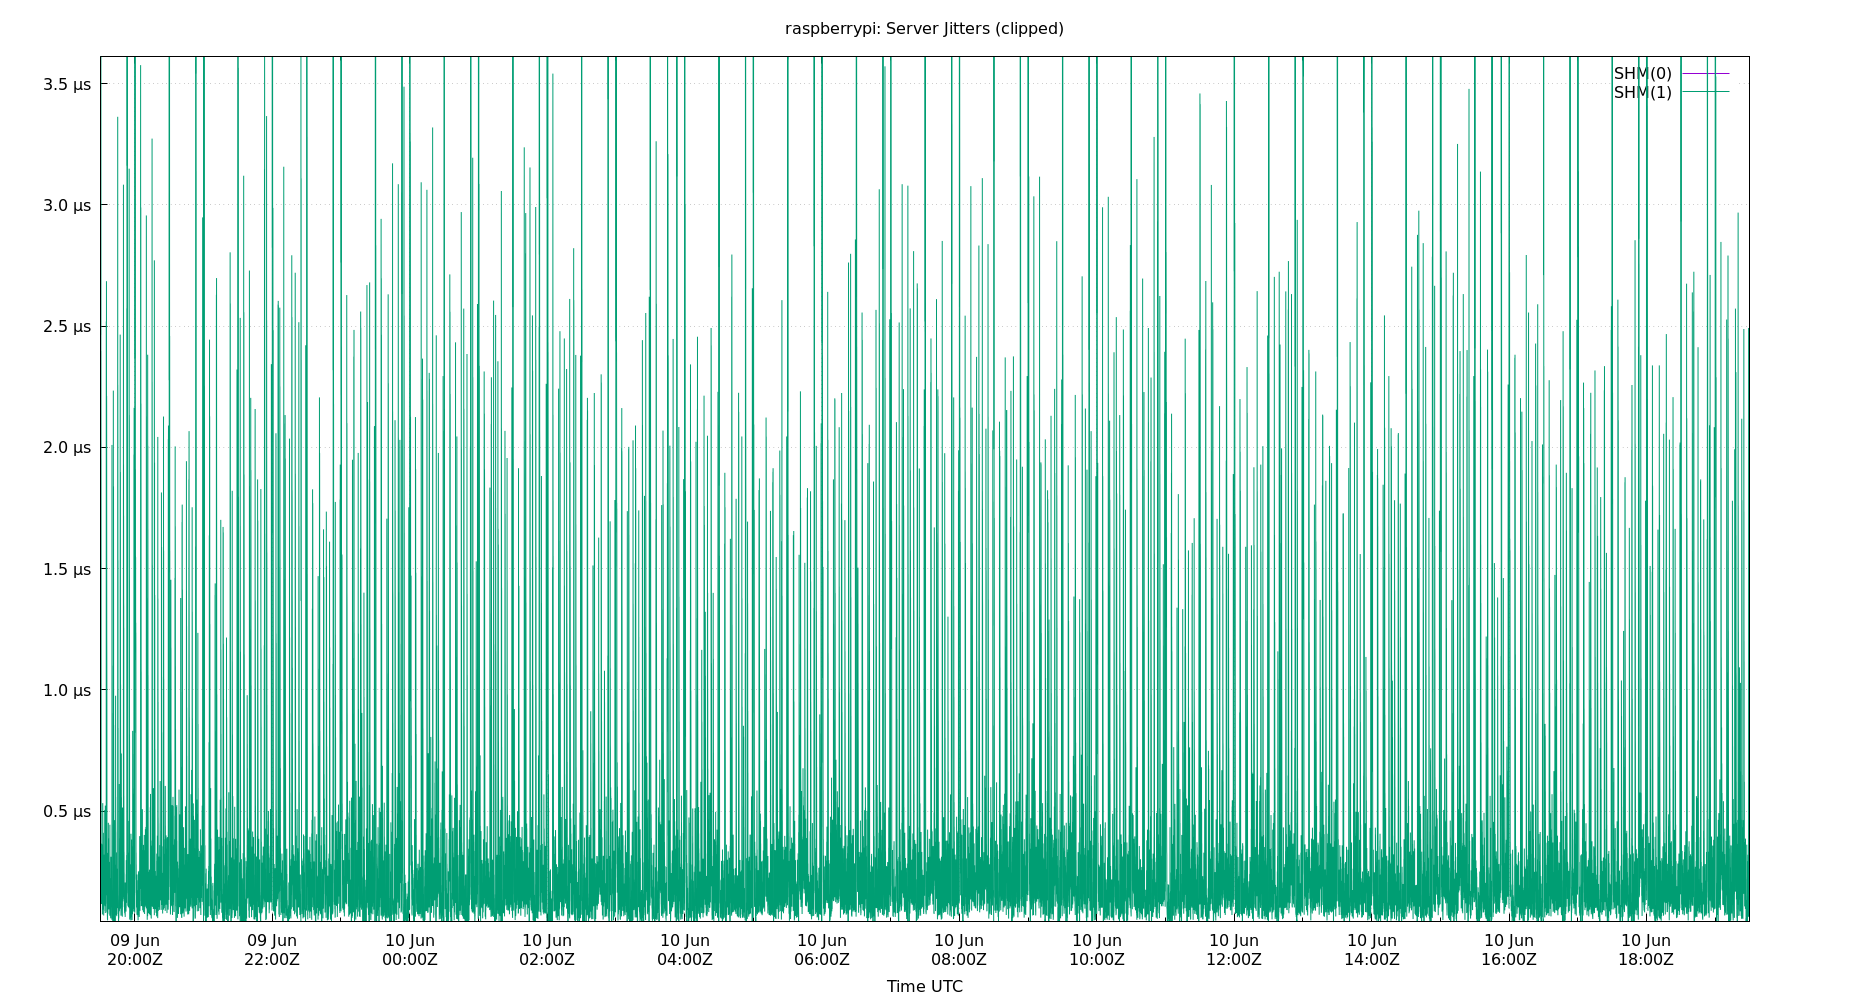 raspberrypi: Server Jitters (clipped)
3.5 µs
3.0 µs
2.5 µs
2.0 µs
1.5 µs
1.0 µs
0.5 µs
SHM(0)
SHM(1)
09 Jun 09 Jun 10 Jun 10 Jun 10 Jun 10 Jun 10 Jun 10 Jun 10 Jun 10 Jun 10 Jun 10 Jun
20:00Z 22:00Z 00:00Z 02:00Z 04:00Z 06:00Z 08:00Z 10:00Z 12:00Z 14:00Z 16:00Z 18:00Z
Time UTC